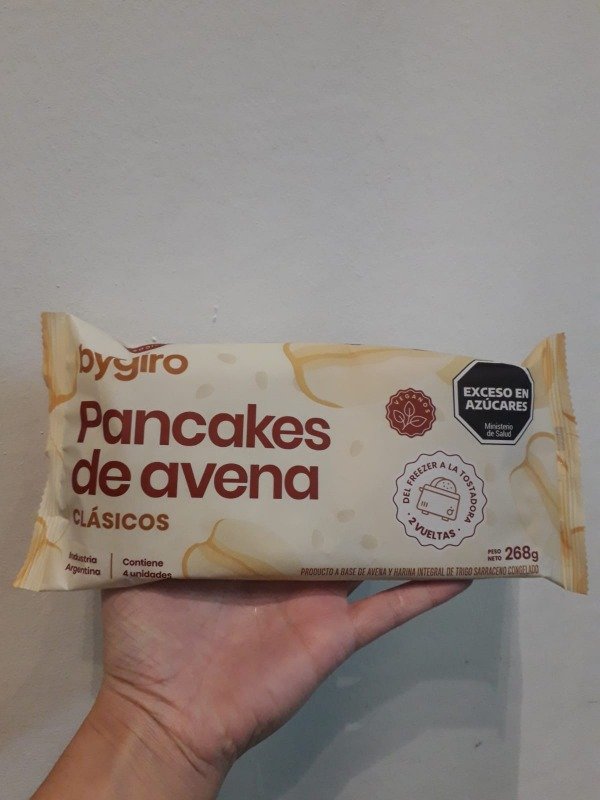 bygiro
Pancakes
de avena
CLÁSICOS
Industria
Argentina
Contiene
4 unidades
VEGANOS
EXCESO EN
AZÚCARES
Ministerio
de Salud
DEL FREEZER A LA TOSTADORA
• 2 VUELTAS •
PESO
NETO 268g
PRODUCTO A BASE DE AVENA Y HARINA INTEGRAL DE TRIGO SARRACENO CONGELADO